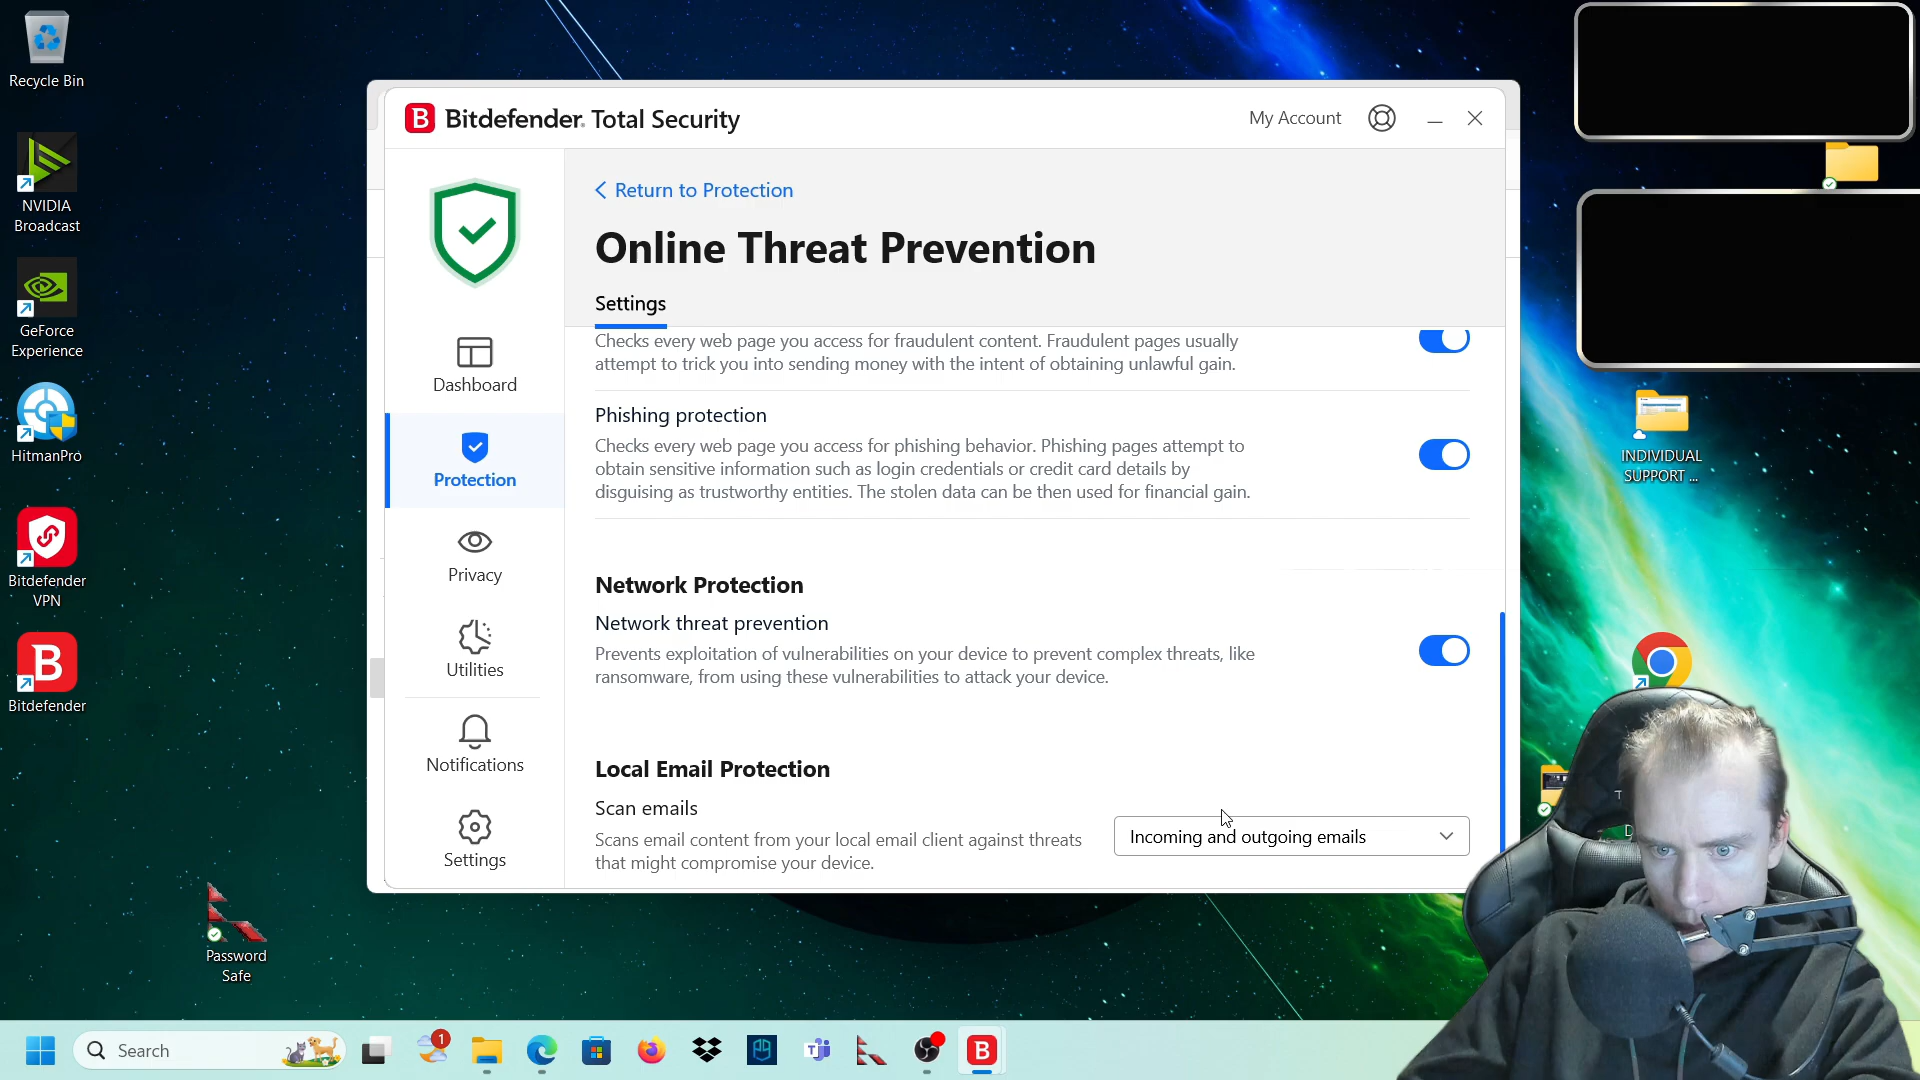 Recycle Bin
NVIDIA
Broadcast
GeForce
Experience
HitmanPro
Bitdefender
VPN
B
Bitdefender
Password
Safe
B Bitdefender Total Security
My Account
Dashboard
Protection
Privacy
Utilities
Notifications
Settings
Return to Protection
Online Threat Prevention
Settings
Checks every web page you access for fraudulent content. Fraudulent pages usually
attempt to trick you into sending money with the intent of obtaining unlawful gain.
Phishing protection
Checks every web page you access for phishing behavior. Phishing pages attempt to
obtain sensitive information such as login credentials or credit card details by
disguising as trustworthy entities. The stolen data can be then used for financial gain.
Network Protection
Network threat prevention
Prevents exploitation of vulnerabilities on your device to prevent complex threats, like
ransomware, from using these vulnerabilities to attack your device.
Local Email Protection
Scan emails
Scans email content from your local email client against threats
that might compromise your device.
Incoming and outgoing emails
INDIVIDUAL
SUPPORT ...
Search
1
B